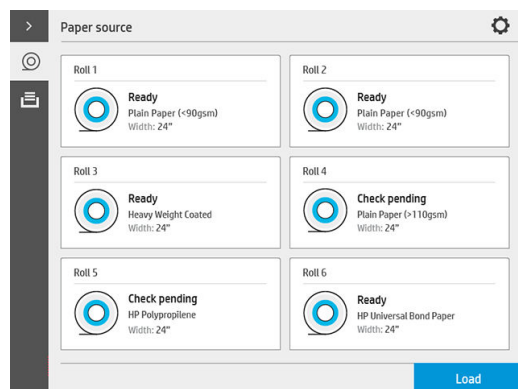 Paper source
Roll 1
Ready
Plain Paper (<90gsm)
Width: 24"
Roll 2
Ready
Plain Paper (<90gsm)
Width: 24"
Roll 3
Ready
Heavy Weight Coated
Width: 24"
Roll 4
Check pending
Plain Paper (>110gsm)
Width: 24"
Roll 5
Check pending
HP Polypropilene
Width: 24"
Roll 6
Ready
HP Universal Bond Paper
Width: 24"
Load